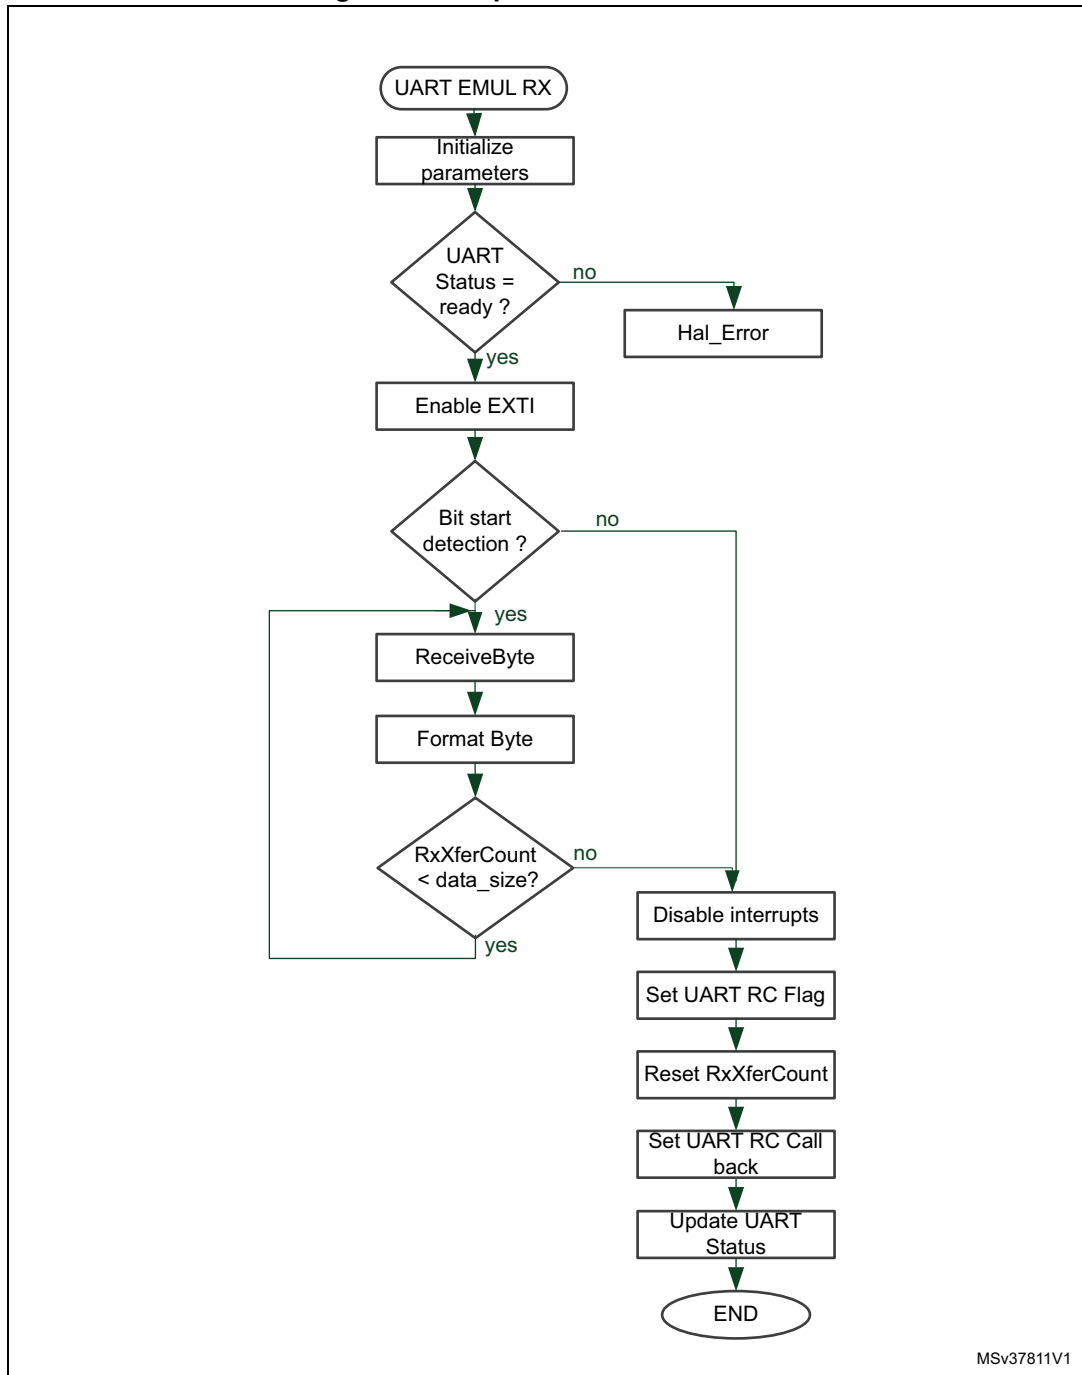 UART EMUL RX
Initialize
parameters
UART
Status =
ready ?
no
Hal_Error
yes
Enable EXTI
Bit start
detection ?
no
yes
ReceiveByte
Format Byte
RxXferCount
< data_size?
no
yes
Disable interrupts
Set UART RC Flag
Reset RxXferCount
Set UART RC Call
back
Update UART
Status
END
MSv37811V1